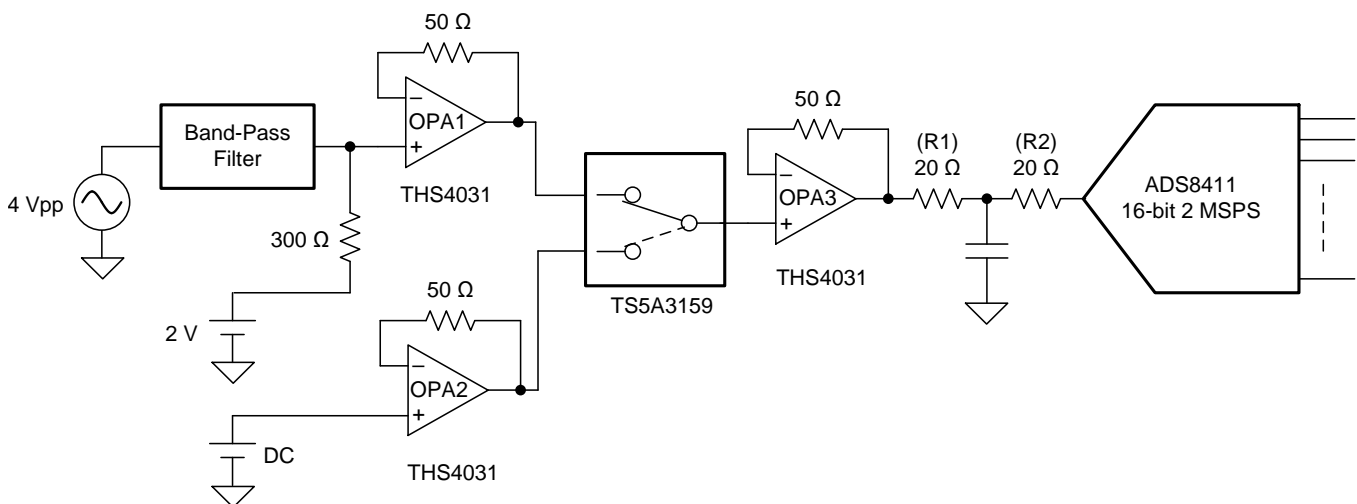 50 Ω
OPA1
THS4031
Band-Pass
Filter
4 Vpp
300 Ω
2 V
50 Ω
OPA2
THS4031
DC
TS5A3159
50 Ω
OPA3
THS4031
(R1)
20 Ω
(R2)
20 Ω
ADS8411
16-bit 2 MSPS